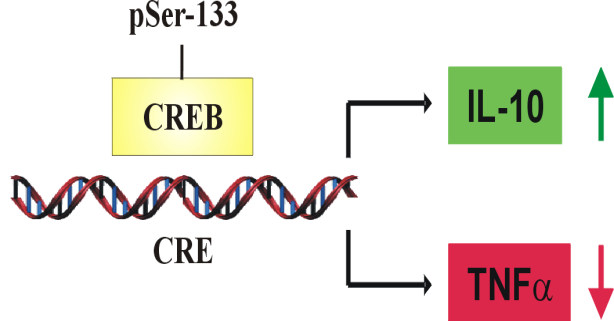 pSer-133
CREB
CRE
IL-10
TNFα